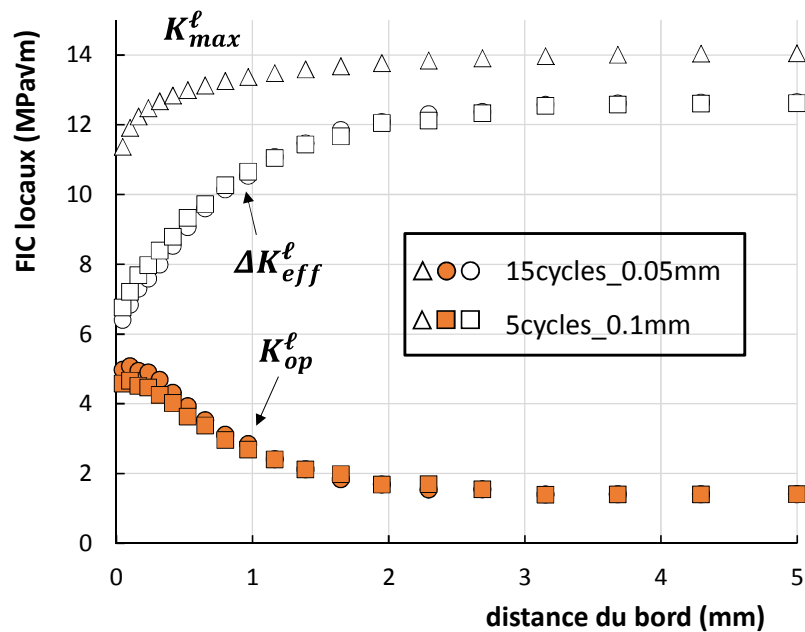 K^ℓ_max
14
12
10
8
6
4
2
0
FIC locaux (MPa√m)
ΔK^ℓ_eff
15cycles_0.05mm
5cycles_0.1mm
K^ℓ_op
0 1 2 3 4 5
distance du bord (mm)